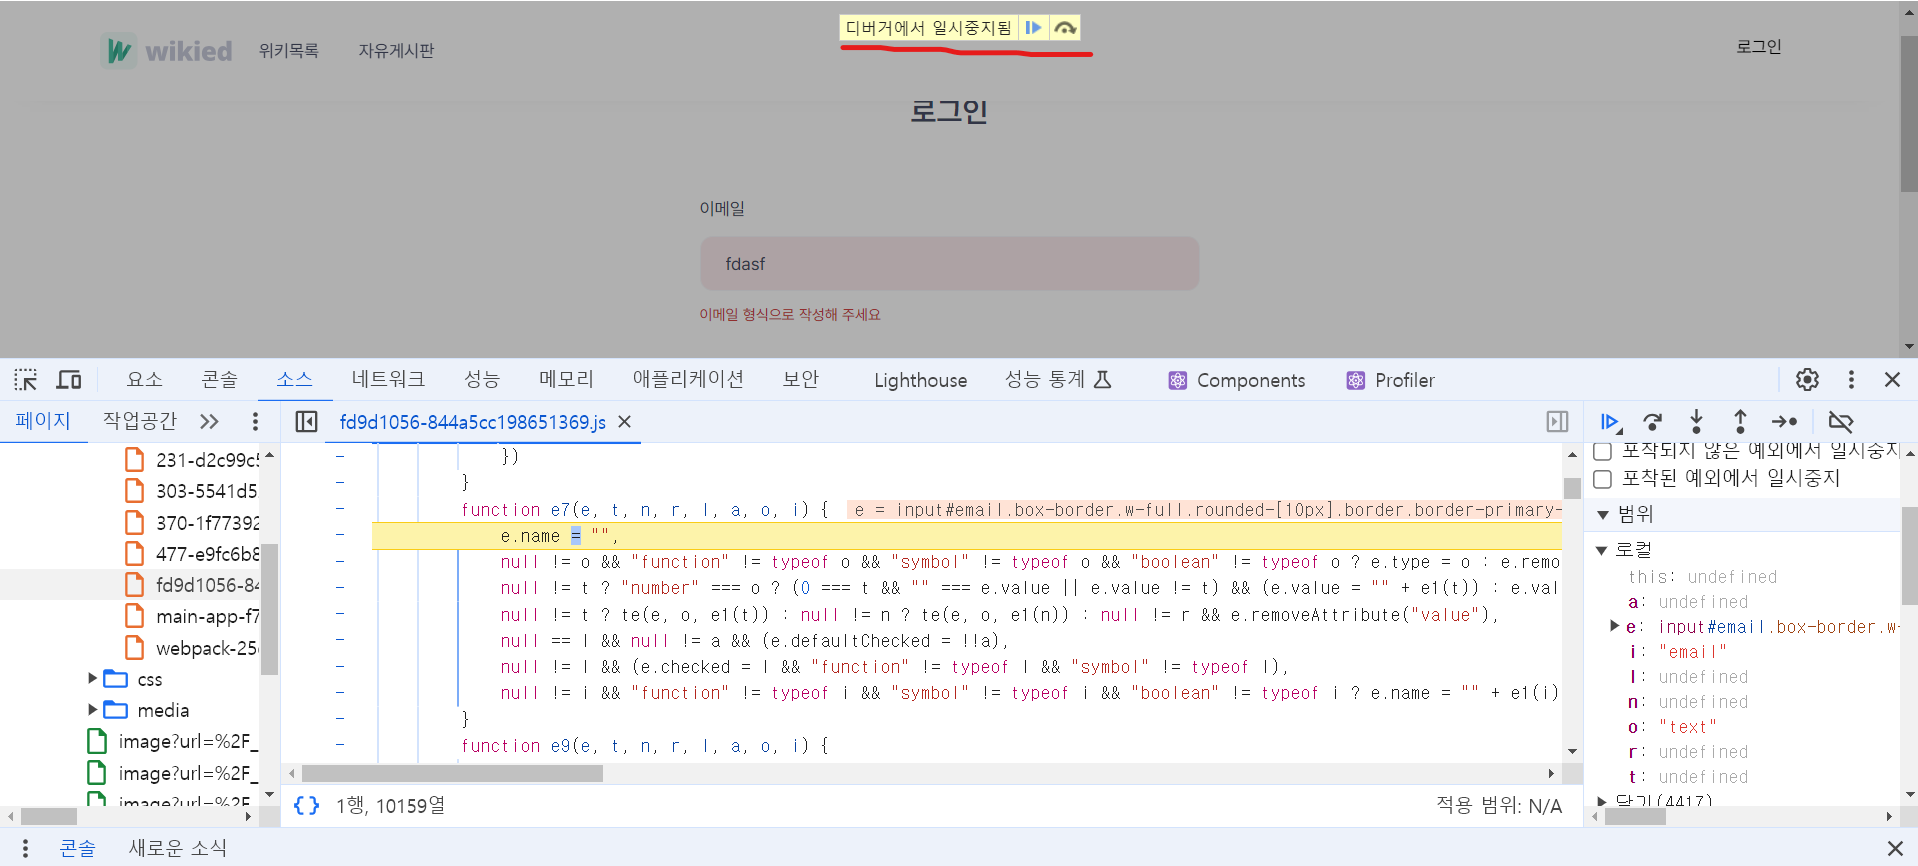 디버거에서 일시중지됨
wikied 위키목록 자유게시판 로그인
로그인
이메일
fdasf
이메일 형식으로 작성해 주세요
요소 콘솔 소스 네트워크 성능 메모리 애플리케이션 보안 Lighthouse 성능 통계 Components Profiler
페이지 작업공간
231-d2c99c5
303-5541d5
370-1f77392
477-e9fc6b8
fd9d1056-84
main-app-f7
webpack-25
css
media
image?url=%2F_
image?url=%2F_
image?url=%2F_
fd9d1056-844a5cc198651369.js
})
}
function e7(e, t, n, r, l, a, o, i) { e = input#email.box-border.w-full.rounded-[10px].border.border-primary-
e.name = "",
null != o && "function" != typeof o && "symbol" != typeof o && "boolean" != typeof o ? e.type = o : e.remo
null != t ? "number" === o ? (0 === t && "" === e.value || e.value != t) && (e.value = "" + e1(t)) : e.val
null != t ? te(e, o, e1(t)) : null != n ? te(e, o, e1(n)) : null != r && e.removeAttribute("value"),
null == l && null != a && (e.defaultChecked = !!a),
null != l && (e.checked = l && "function" != typeof l && "symbol" != typeof l),
null != i && "function" != typeof i && "symbol" != typeof i && "boolean" != typeof i ? e.name = "" + e1(i)
}
function e9(e, t, n, r, l, a, o, i) {
{} 1행, 10159열 적용 범위: N/A
포착되지 않은 예외에서 일시중지
포착된 예외에서 일시중지
범위
로컬
this: undefined
a: undefined
e: input#email.box-border.w-
i: "email"
l: undefined
n: undefined
o: "text"
r: undefined
t: undefined
닫기(4417)
콘솔 새로운 소식